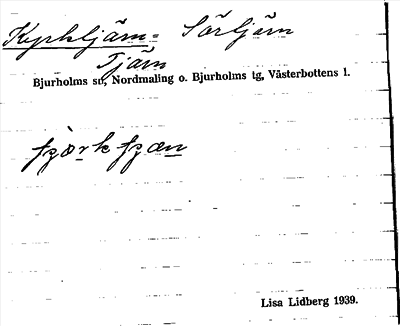 Kyrktjärn = Sörtjärn
Tjärn
Bjurholms sn, Nordmaling o. Bjurholms tg, Västerbottens l.
Lisa Lidberg 1939.